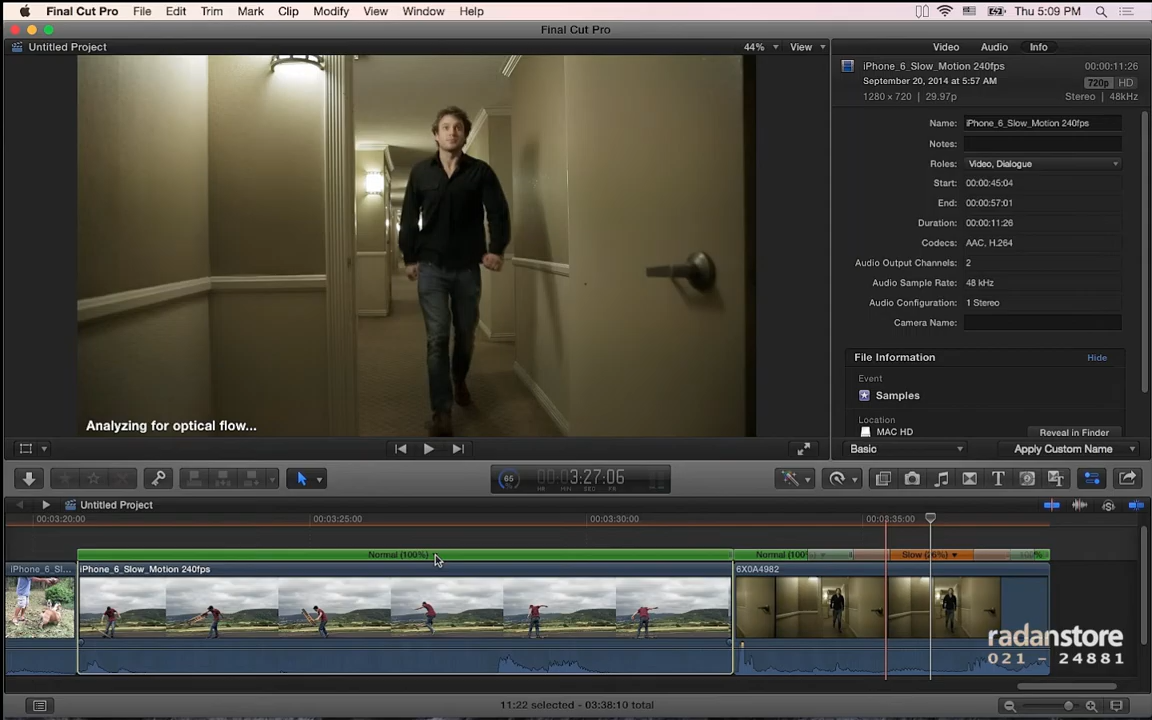 Final Cut Pro File Edit Trim Mark Clip Modify View Window Help Thu 5:09 PM
Final Cut Pro
Untitled Project 44% View Video Audio Info
iPhone_6_Slow_Motion 240fps 00:00:11:26
September 20, 2014 at 5:57 AM 720p HD
1280 × 720 | 29.97p Stereo | 48kHz
Name: iPhone_6_Slow_Motion 240fps
Notes:
Roles: Video, Dialogue
Start: 00:00:45:04
End: 00:00:57:01
Duration: 00:00:11:26
Codecs: AAC, H.264
Audio Output Channels: 2
Audio Sample Rate: 48 kHz
Audio Configuration: 1 Stereo
Camera Name:
File Information Hide
Event
Samples
Location
MAC HD Reveal in Finder
Analyzing for optical flow...
Basic Apply Custom Name
65 3:27:06
Untitled Project
00:03:20:00 00:03:25:00 00:03:30:00 00:03:35:00
Normal (100%) Normal (100 Slow (26%)
iPhone_6_Sl... iPhone_6_Slow_Motion 240fps 6X0A4982
radanstore
021 - 24881
11:22 selected - 03:38:10 total